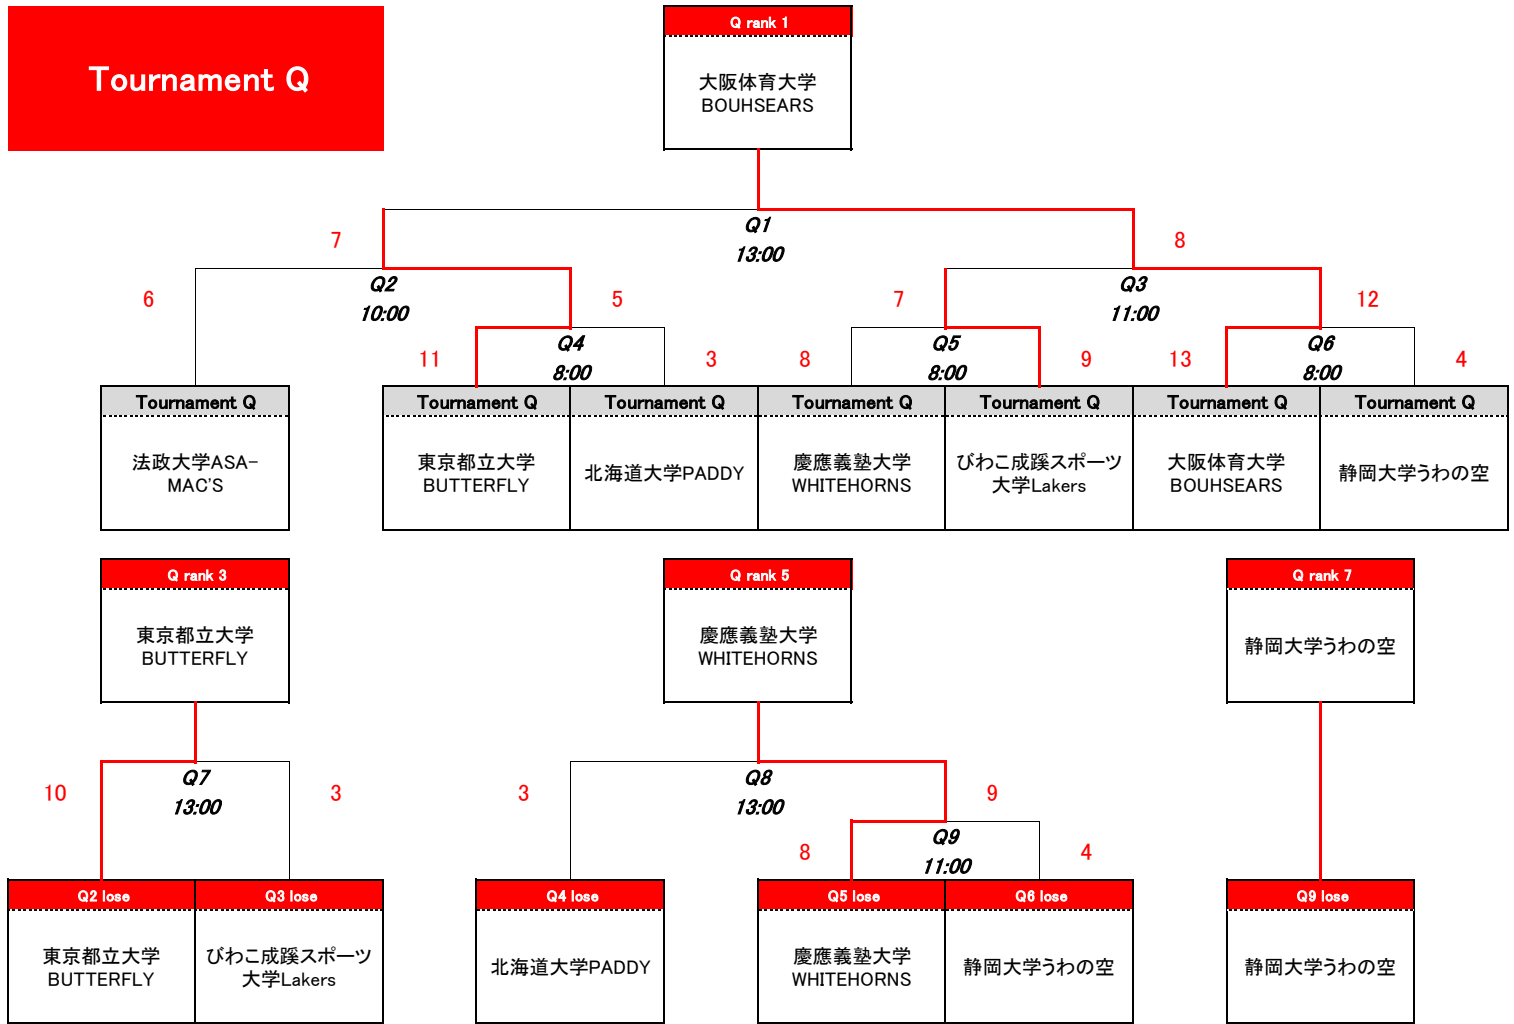 Tournament Q
Q rank 1
大阪体育大学
BOUHSEARS
Q1
13:00
7
8
Q2
10:00
6
5
Q3
11:00
7
12
Q4
8:00
11
3
Q5
8:00
8
9
Q6
8:00
13
4
Tournament Q
Tournament Q
Tournament Q
Tournament Q
Tournament Q
Tournament Q
Tournament Q
法政大学ASA-
MAC'S
東京都立大学
BUTTERFLY
北海道大学PADDY
慶應義塾大学
WHITEHORNS
びわこ成蹊スポーツ
大学Lakers
大阪体育大学
BOUHSEARS
静岡大学うわの空
Q rank 3
東京都立大学
BUTTERFLY
Q rank 5
慶應義塾大学
WHITEHORNS
Q rank 7
静岡大学うわの空
Q7
13:00
10
3
Q8
13:00
3
9
Q9
11:00
8
4
Q2 lose
東京都立大学
BUTTERFLY
Q3 lose
びわこ成蹊スポーツ
大学Lakers
Q4 lose
北海道大学PADDY
Q5 lose
慶應義塾大学
WHITEHORNS
Q6 lose
静岡大学うわの空
Q9 lose
静岡大学うわの空